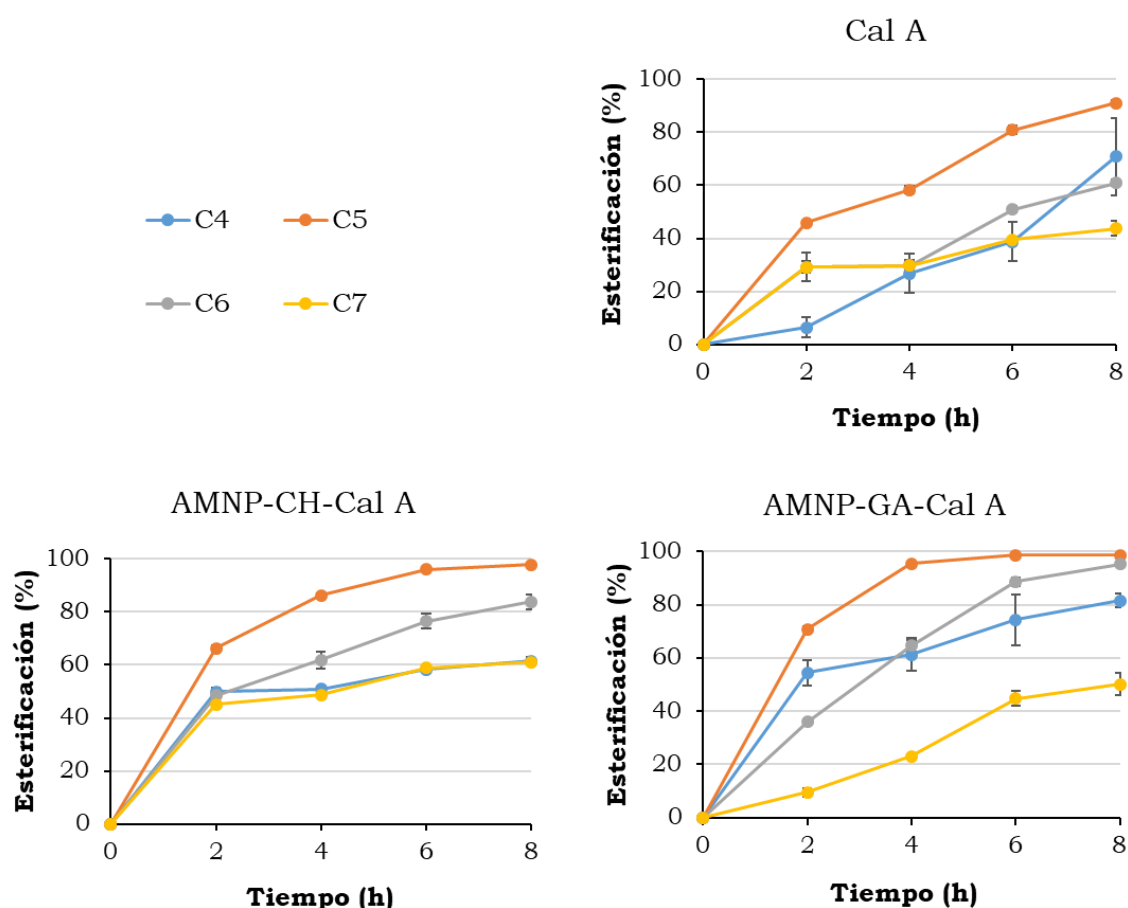 Cal A
Esterificación (%)
100
80
60
40
20
0
0 2 4 6 8
Tiempo (h)
C4 C5
C6 C7
AMNP-CH-Cal A
Esterificación (%)
100
80
60
40
20
0
0 2 4 6 8
Tiempo (h)
AMNP-GA-Cal A
Esterificación (%)
100
80
60
40
20
0
0 2 4 6 8
Tiempo (h)